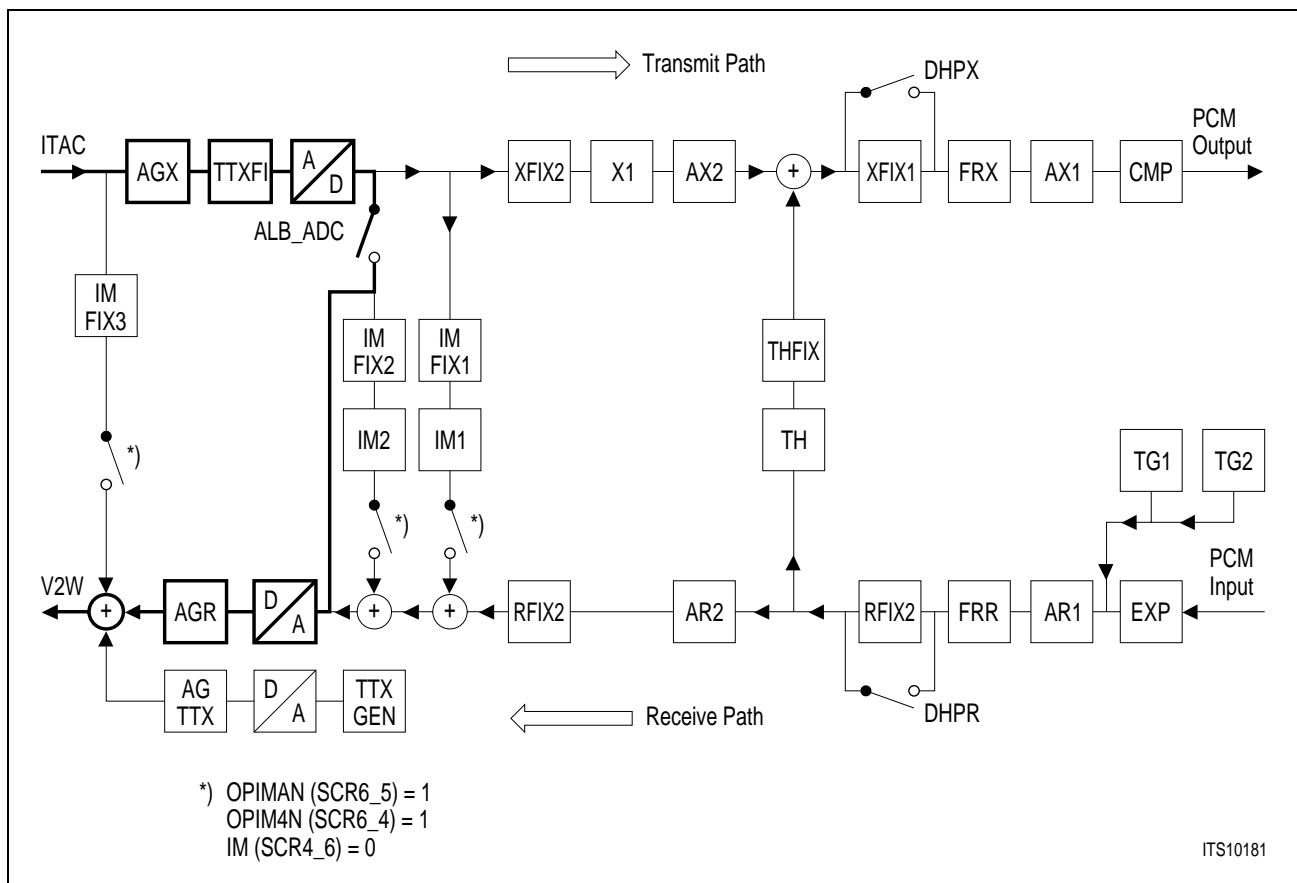 Transmit Path
DHPX
ITAC
PCM
Output
AGX
TTXFI
A
D
XFIX2
X1
AX2
+
XFIX1
FRX
AX1
CMP
ALB_ADC
IM
FIX3
IM
FIX2
IM
FIX1
THFIX
*)
IM2
IM1
TH
TG1
TG2
*)
*)
PCM
Input
V2W
+
AGR
D
A
+
+
RFIX2
AR2
RFIX2
FRR
AR1
EXP
AG
TTX
D
A
TTX
GEN
Receive Path
DHPR
*) OPIMAN (SCR6_5) = 1
OPIM4N (SCR6_4) = 1
IM (SCR4_6) = 0
ITS10181